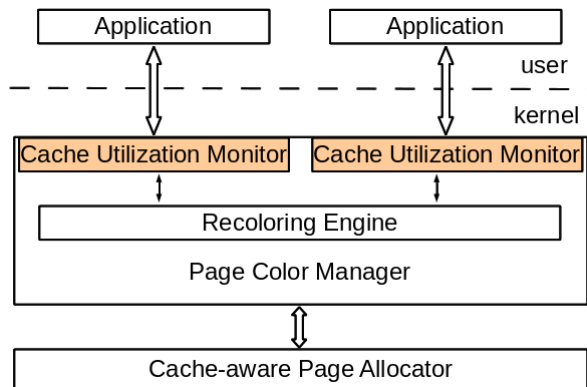 Application Application
user
kernel
Cache Utilization Monitor Cache Utilization Monitor
Recoloring Engine
Page Color Manager
Cache-aware Page Allocator